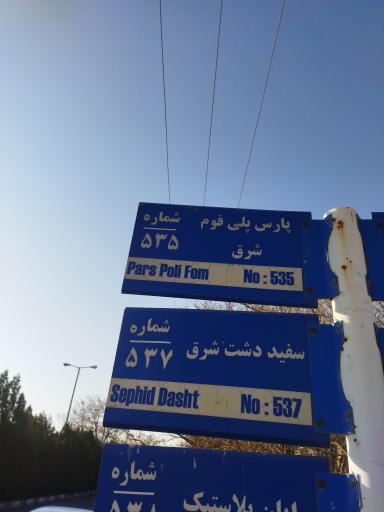 پارس پلی فوم
شرق
شماره
۵۳۵
Pars Poli Fom No : 535
سفید دشت شرق
شماره
۵۳۷
Sephid Dasht No : 537
شماره
پلاستیک